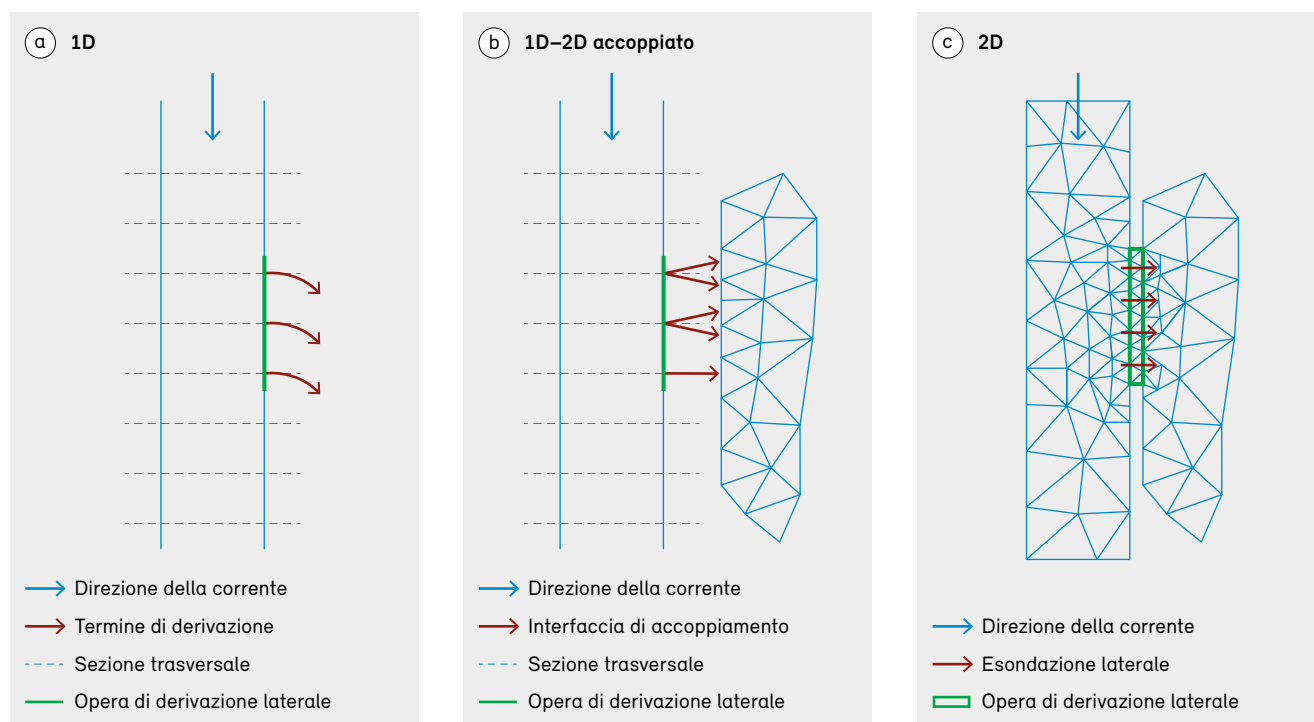 a 1D
Direzione della corrente
Termine di derivazione
Sezione trasversale
Opera di derivazione laterale
b 1D–2D accoppiato
Direzione della corrente
Interfaccia di accoppiamento
Sezione trasversale
Opera di derivazione laterale
c 2D
Direzione della corrente
Esondazione laterale
Opera di derivazione laterale